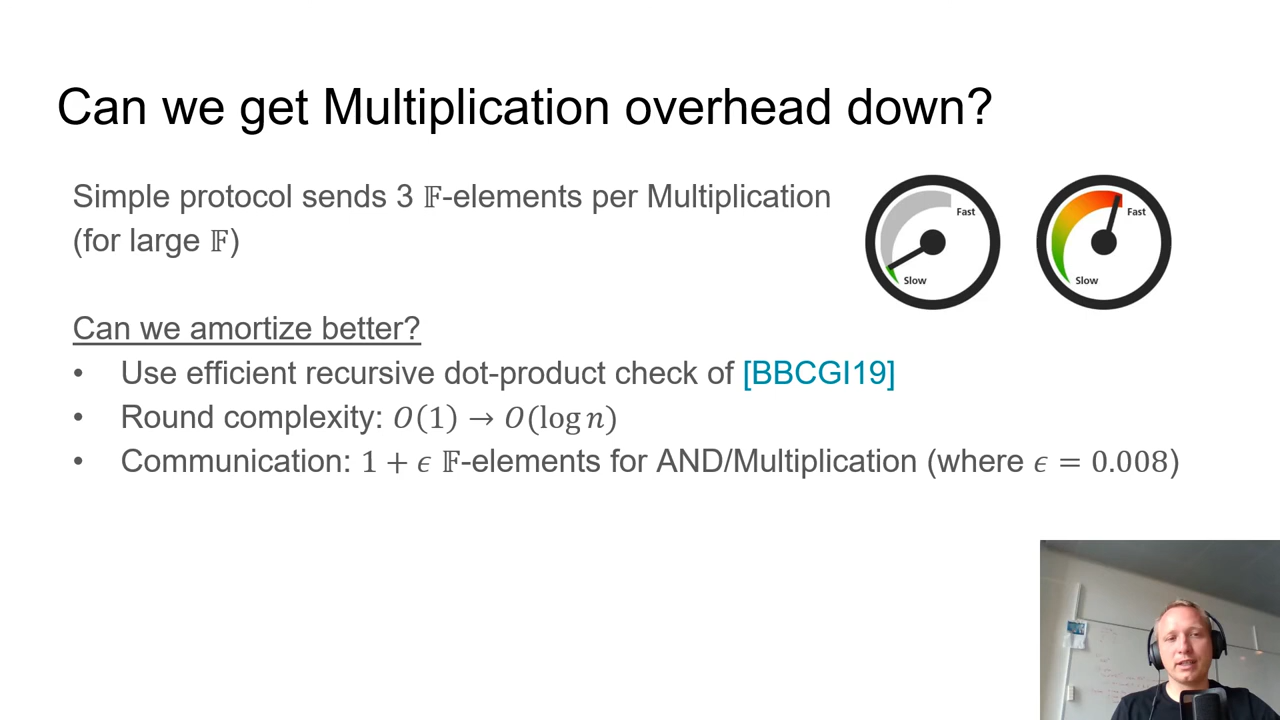 Can we get Multiplication overhead down?
Simple protocol sends 3 𝔽-elements per Multiplication
(for large 𝔽)
Fast
Slow
Fast
Slow
Can we amortize better?
• Use efficient recursive dot-product check of [BBCGI19]
• Round complexity: O(1) → O(log n)
• Communication: 1 + ϵ 𝔽-elements for AND/Multiplication (where ϵ = 0.008)